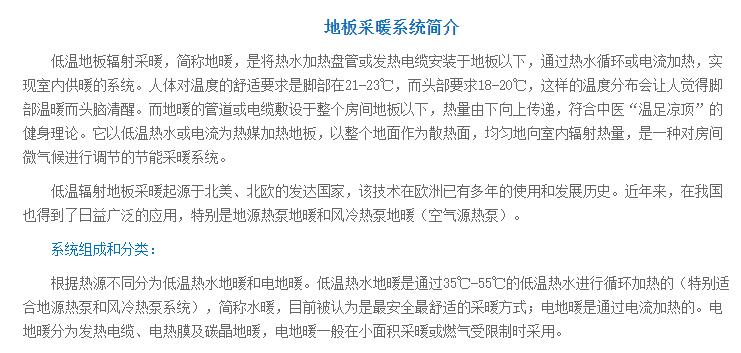 地板采暖系统简介
低温地板辐射采暖，简称地暖，是将热水加热盘管或发热电缆安装于地板以下，通过热水循环或电流加热，实
现室内供暖的系统。人体对温度的舒适要求是脚部在21-23℃，而头部要求18-20℃，这样的温度分布会让人觉得脚
部温暖而头脑清醒。而地暖的管道或电缆敷设于整个房间地板以下，热量由下向上传递，符合中医“温足凉顶”的
健身理论。它以低温热水或电流为热媒加热地板，以整个地面作为散热面，均匀地向室内辐射热量，是一种对房间
微气候进行调节的节能采暖系统。
低温辐射地板采暖起源于北美、北欧的发达国家，该技术在欧洲已有多年的使用和发展历史。近年来，在我国
也得到了日益广泛的应用，特别是地源热泵地暖和风冷热泵地暖（空气源热泵）。
系统组成和分类：
根据热源不同分为低温热水地暖和电地暖。低温热水地暖是通过35℃-55℃的低温热水进行循环加热的（特别适
合地源热泵和风冷热泵系统），简称水暖，目前被认为是最安全最舒适的采暖方式；电地暖是通过电流加热的。电
地暖分为发热电缆、电热膜及碳晶地暖，电地暖一般在小面积采暖或燃气受限制时采用。